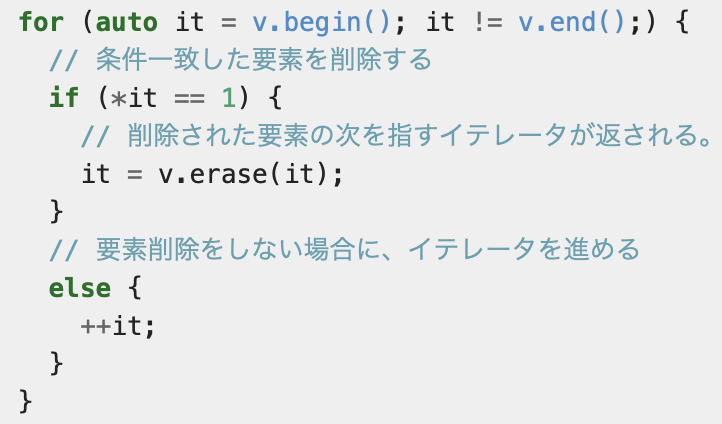 for (auto it = v.begin(); it != v.end();) {
  // 条件一致した要素を削除する
  if (*it == 1) {
    // 削除された要素の次を指すイテレータが返される。
    it = v.erase(it);
  }
  // 要素削除をしない場合に、イテレータを進める
  else {
    ++it;
  }
}